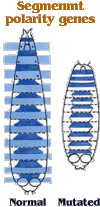 Segmenmt
polarity genes
Normal Mutated